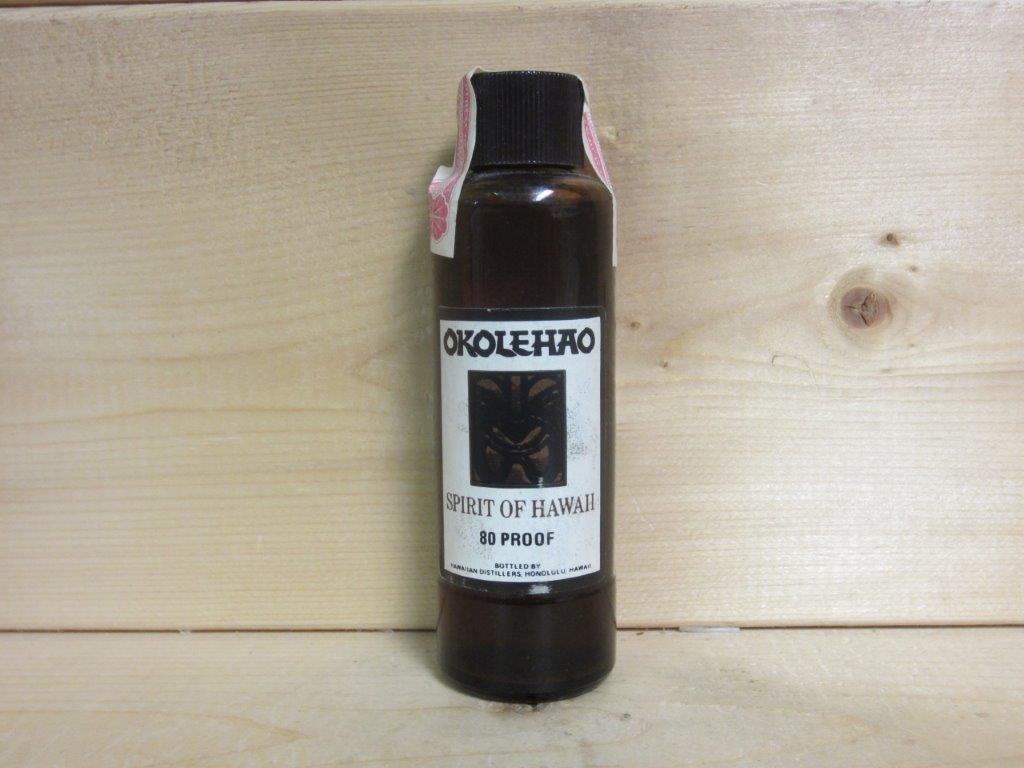 OKOLEHAO
SPIRIT OF HAWAII
80 PROOF
BOTTLED BY
HAWAIIAN DISTILLERS, HONOLULU, HAWAII